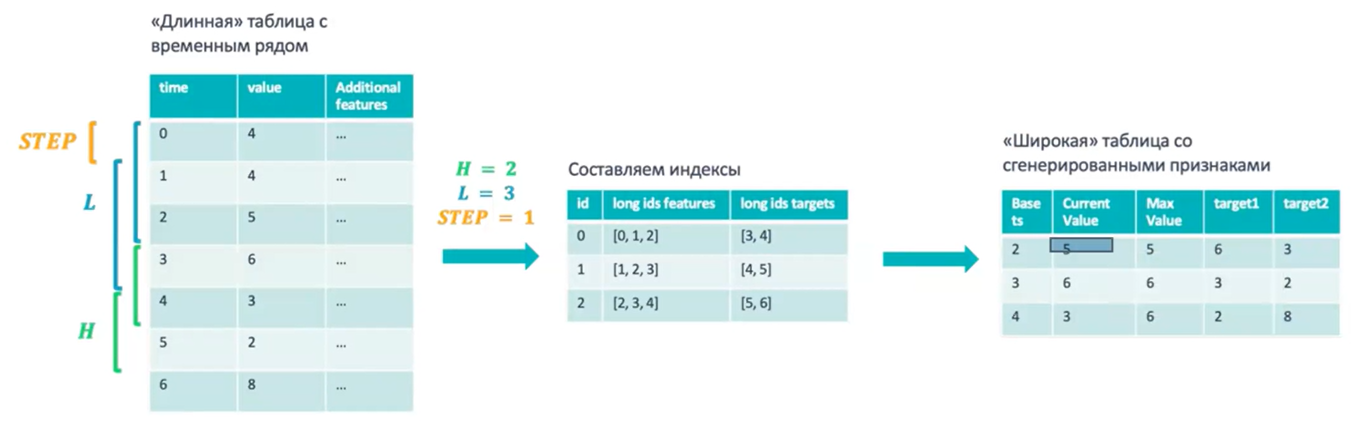 «Длинная» таблица с
временным рядом
time value Additional
features
0 4 ...
1 4 ...
2 5 ...
3 6 ...
4 3 ...
5 2 ...
6 8 ...
STEP
L
H
H = 2
L = 3
STEP = 1
Составляем индексы
id long ids features long ids targets
0 [0, 1, 2] [3, 4]
1 [1, 2, 3] [4, 5]
2 [2, 3, 4] [5, 6]
«Широкая» таблица со
сгенерированными признаками
Base Current Max target1 target2
ts Value Value
2 5 5 6 3
3 6 6 3 2
4 3 6 2 8